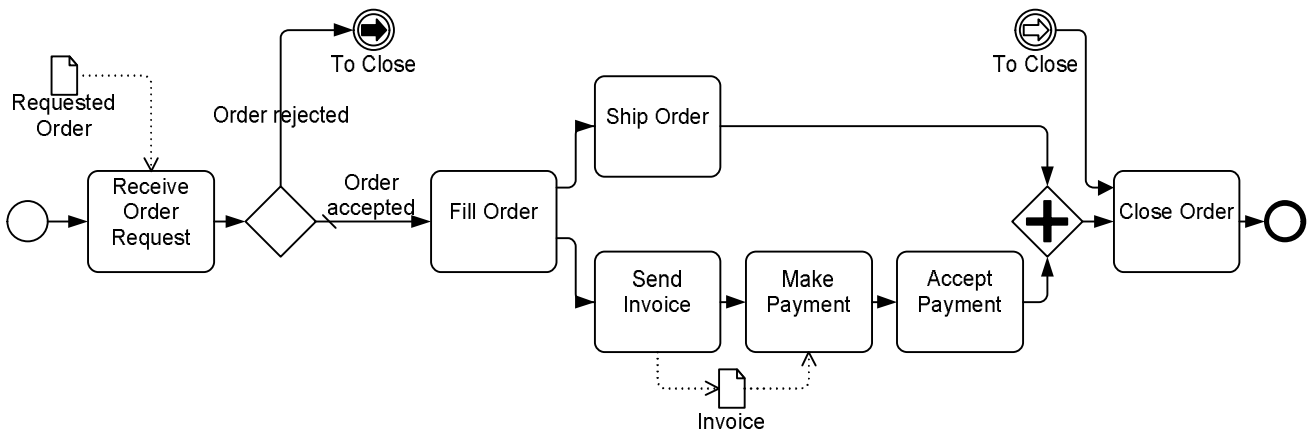 To Close
To Close
Requested
Order
Order rejected
Ship Order
Receive
Order
Request
Order
accepted
Fill Order
Close Order
Send
Invoice
Make
Payment
Accept
Payment
Invoice